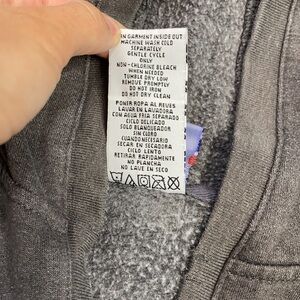 IN GARMENT INSIDE OUT
MACHINE WASH COLD
SEPARATELY
GENTLE CYCLE
ONLY
NON-CHLORINE BLEACH
WHEN NEEDED
TUMBLE DRY LOW
REMOVE PROMPTLY
DO NOT IRON
DO NOT DRY CLEAN
PONER ROPA AL REVES
LAVAR EN LAVADORA
CON AGUA FRIA SEPARADO
CICLO DELICADO
SOLO BLANQUEADOR
SIN CLORO
CUANDO NECESARIO
SECAR EN SECADORA
CICLO LENTO
RETIRAR RAPIDAMENTE
NO PLANCHA
NO LAVE EN SECO